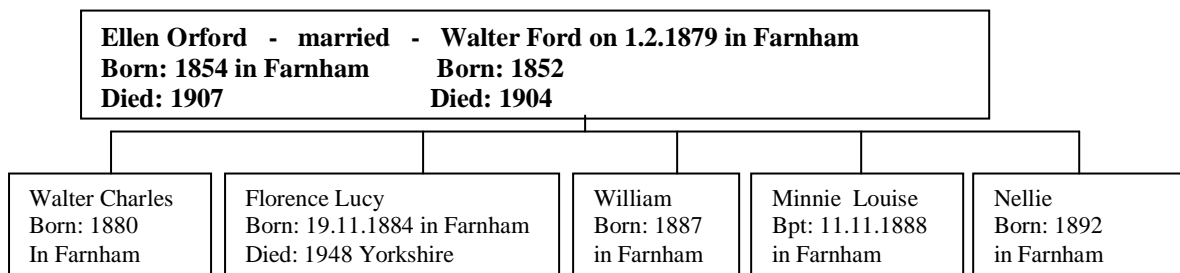 Ellen Orford - married - Walter Ford on 1.2.1879 in Farnham
Born: 1854 in Farnham Born: 1852
Died: 1907 Died: 1904
Walter Charles
Born: 1880
In Farnham
Florence Lucy
Born: 19.11.1884 in Farnham
Died: 1948 Yorkshire
William
Born: 1887
in Farnham
Minnie Louise
Bpt: 11.11.1888
in Farnham
Nellie
Born: 1892
in Farnham